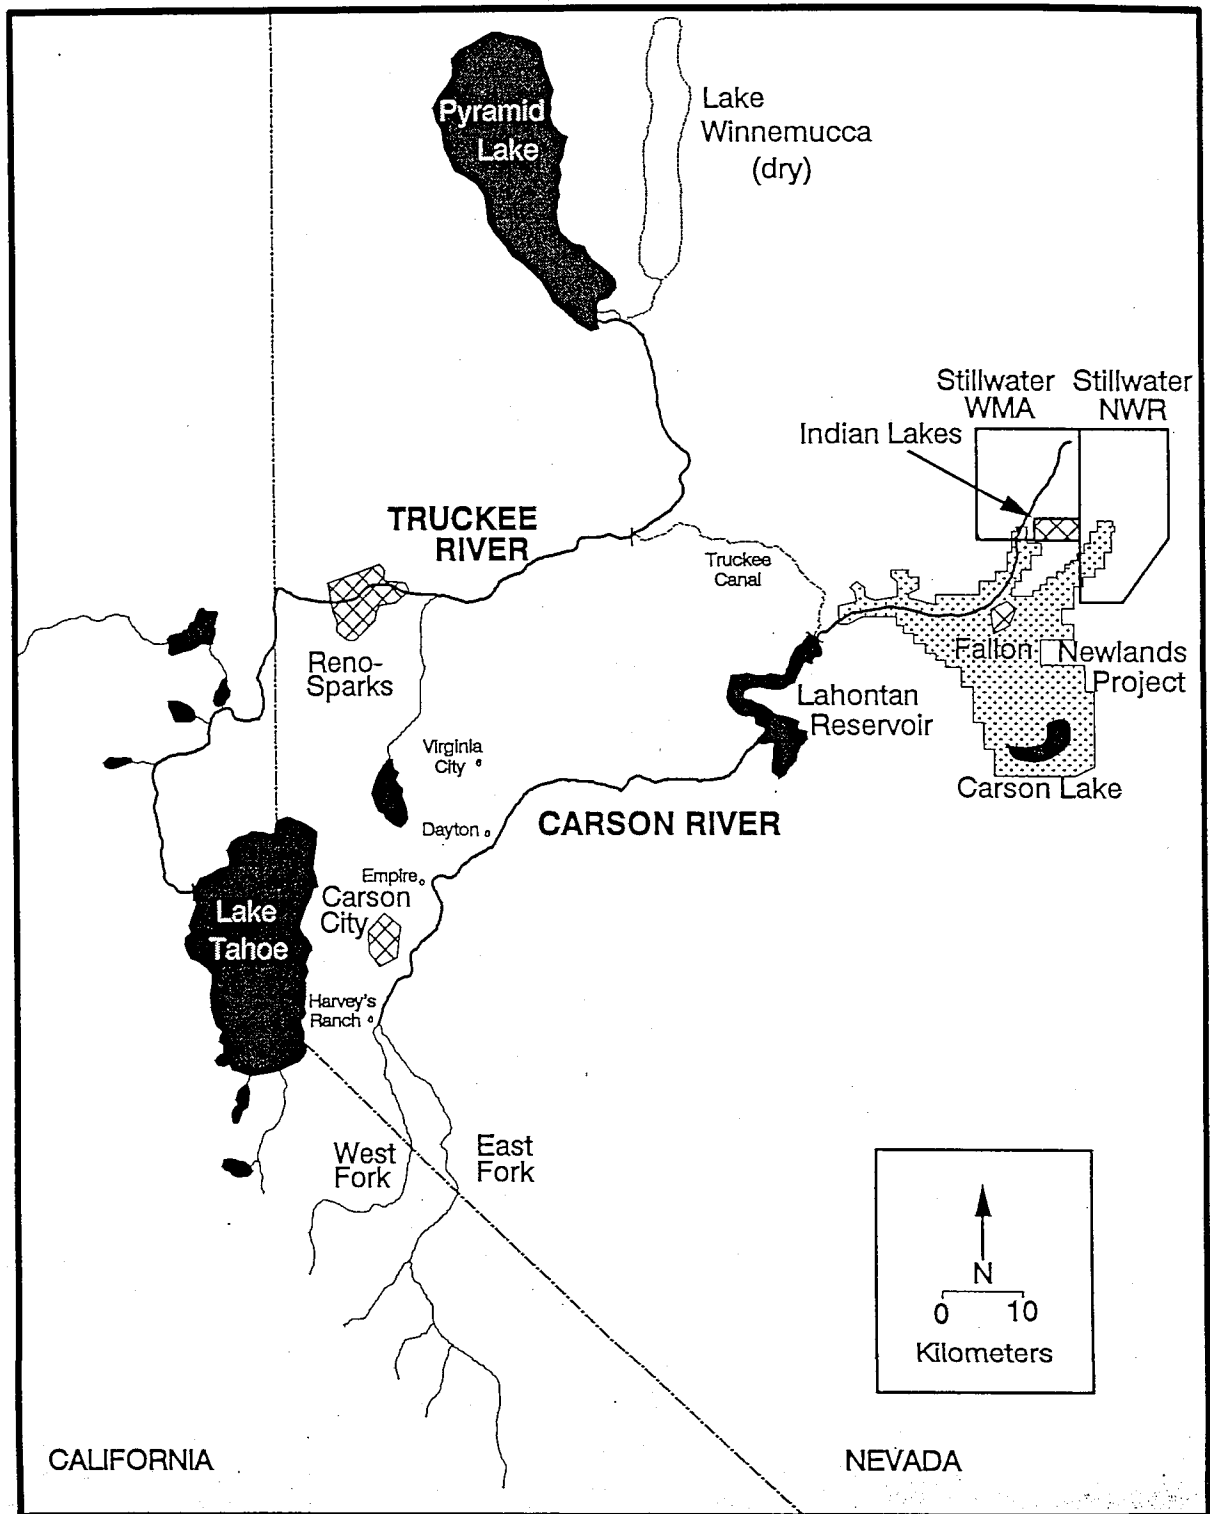 Pyramid
Lake
Lake
Winnemucca
(dry)
Stillwater
WMA
Stillwater
NWR
Indian Lakes
TRUCKEE
RIVER
Truckee
Canal
Reno-
Sparks
Fallon
Newlands
Project
Lahontan
Reservoir
Virginia
City
Carson Lake
Dayton
CARSON RIVER
Empire
Carson
City
Lake
Tahoe
Harvey's
Ranch
West
Fork
East
Fork
N
0 10
Kilometers
CALIFORNIA
NEVADA